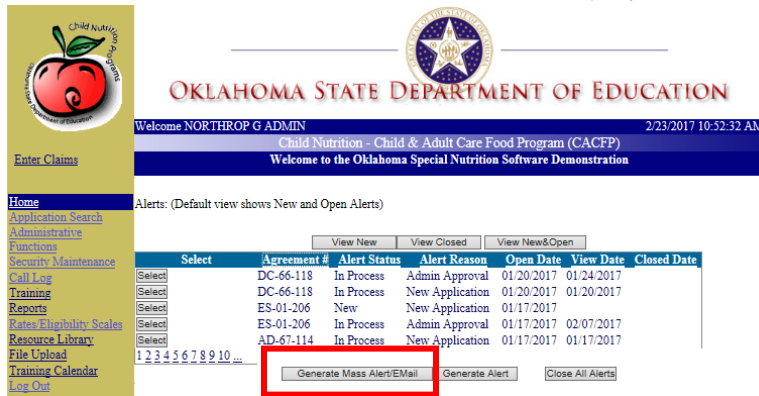 Child Nutrition Programs
Oklahoma State Department of Education
OKLAHOMA STATE DEPARTMENT OF EDUCATION
Welcome NORTHROP G ADMIN 2/23/2017 10:52:32 AM
Child Nutrition - Child & Adult Care Food Program (CACFP)
Enter Claims
Welcome to the Oklahoma Special Nutrition Software Demonstration
Home
Application Search
Administrative
Functions
Security Maintenance
Call Log
Training
Reports
Rates/Eligibility Scales
Resource Library
File Upload
Training Calendar
Log Out
Alerts: (Default view shows New and Open Alerts)
View New View Closed View New&Open
Select Agreement # Alert Status Alert Reason Open Date View Date Closed Date
Select DC-66-118 In Process Admin Approval 01/20/2017 01/24/2017
Select DC-66-118 In Process New Application 01/20/2017 01/20/2017
Select ES-01-206 New New Application 01/17/2017
Select ES-01-206 In Process Admin Approval 01/17/2017 02/07/2017
Select AD-67-114 In Process New Application 01/17/2017 01/17/2017
1 2 3 4 5 6 7 8 9 10 ...
Generate Mass Alert/EMail Generate Alert Close All Alerts